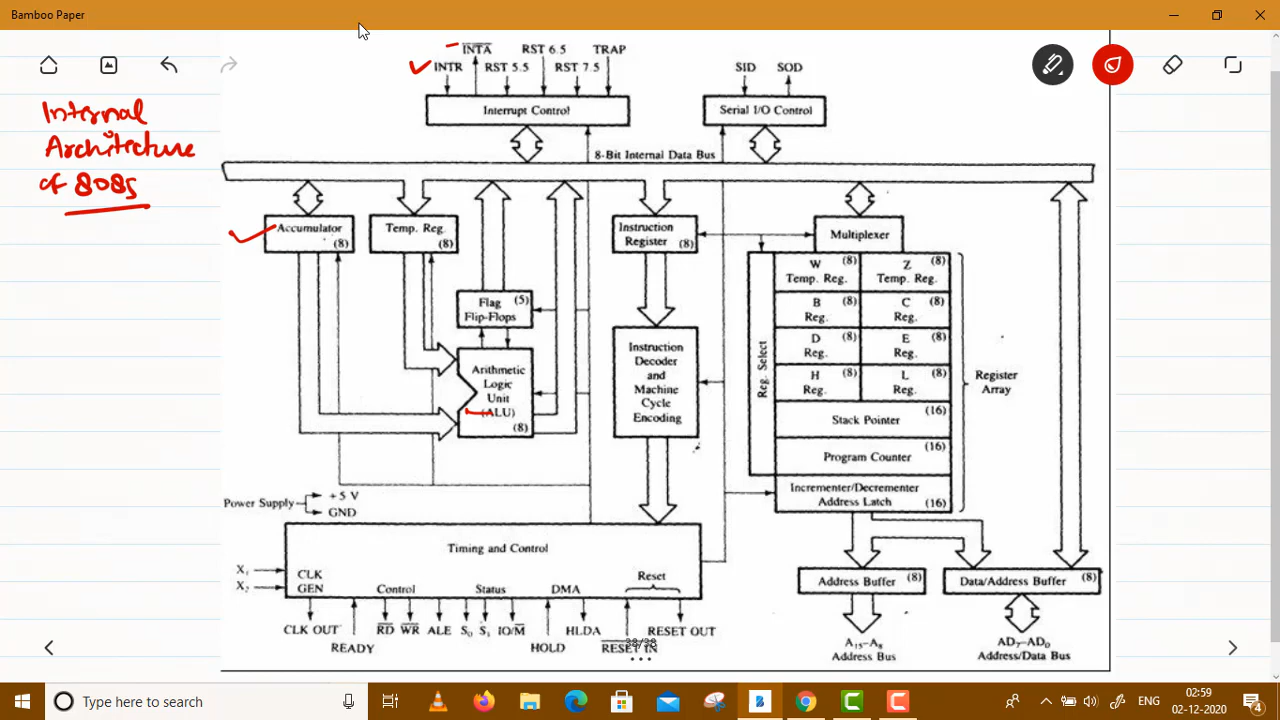 Bamboo Paper
Internal
Architecture
of 8085
INTA RST 6.5 TRAP
INTR RST 5.5 RST 7.5
SID SOD
Interrupt Control
Serial I/O Control
8-Bit Internal Data Bus
Accumulator
(8)
Temp. Reg.
(8)
Instruction
Register (8)
Multiplexer
Flag (5)
Flip-Flops
Arithmetic
Logic
Unit
(ALU)
(8)
Instruction
Decoder
and
Machine
Cycle
Encoding
Reg. Select
W (8)
Temp. Reg.
Z (8)
Temp. Reg.
B (8)
Reg.
C (8)
Reg.
D (8)
Reg.
E (8)
Reg.
H (8)
Reg.
L (8)
Reg.
Stack Pointer (16)
Program Counter (16)
Incrementer/Decrementer
Address Latch (16)
Register
Array
Power Supply
+5 V
GND
Timing and Control
X1
X2
CLK
GEN
Control
Status
DMA
Reset
CLK OUT
READY
RD WR ALE S0 S1 IO/M
HOLD
HLDA
RESET IN
RESET OUT
38/38
Address Buffer (8)
Data/Address Buffer (8)
A15–A8
Address Bus
AD7–AD0
Address/Data Bus
Type here to search
ENG
02:59
02-12-2020
4